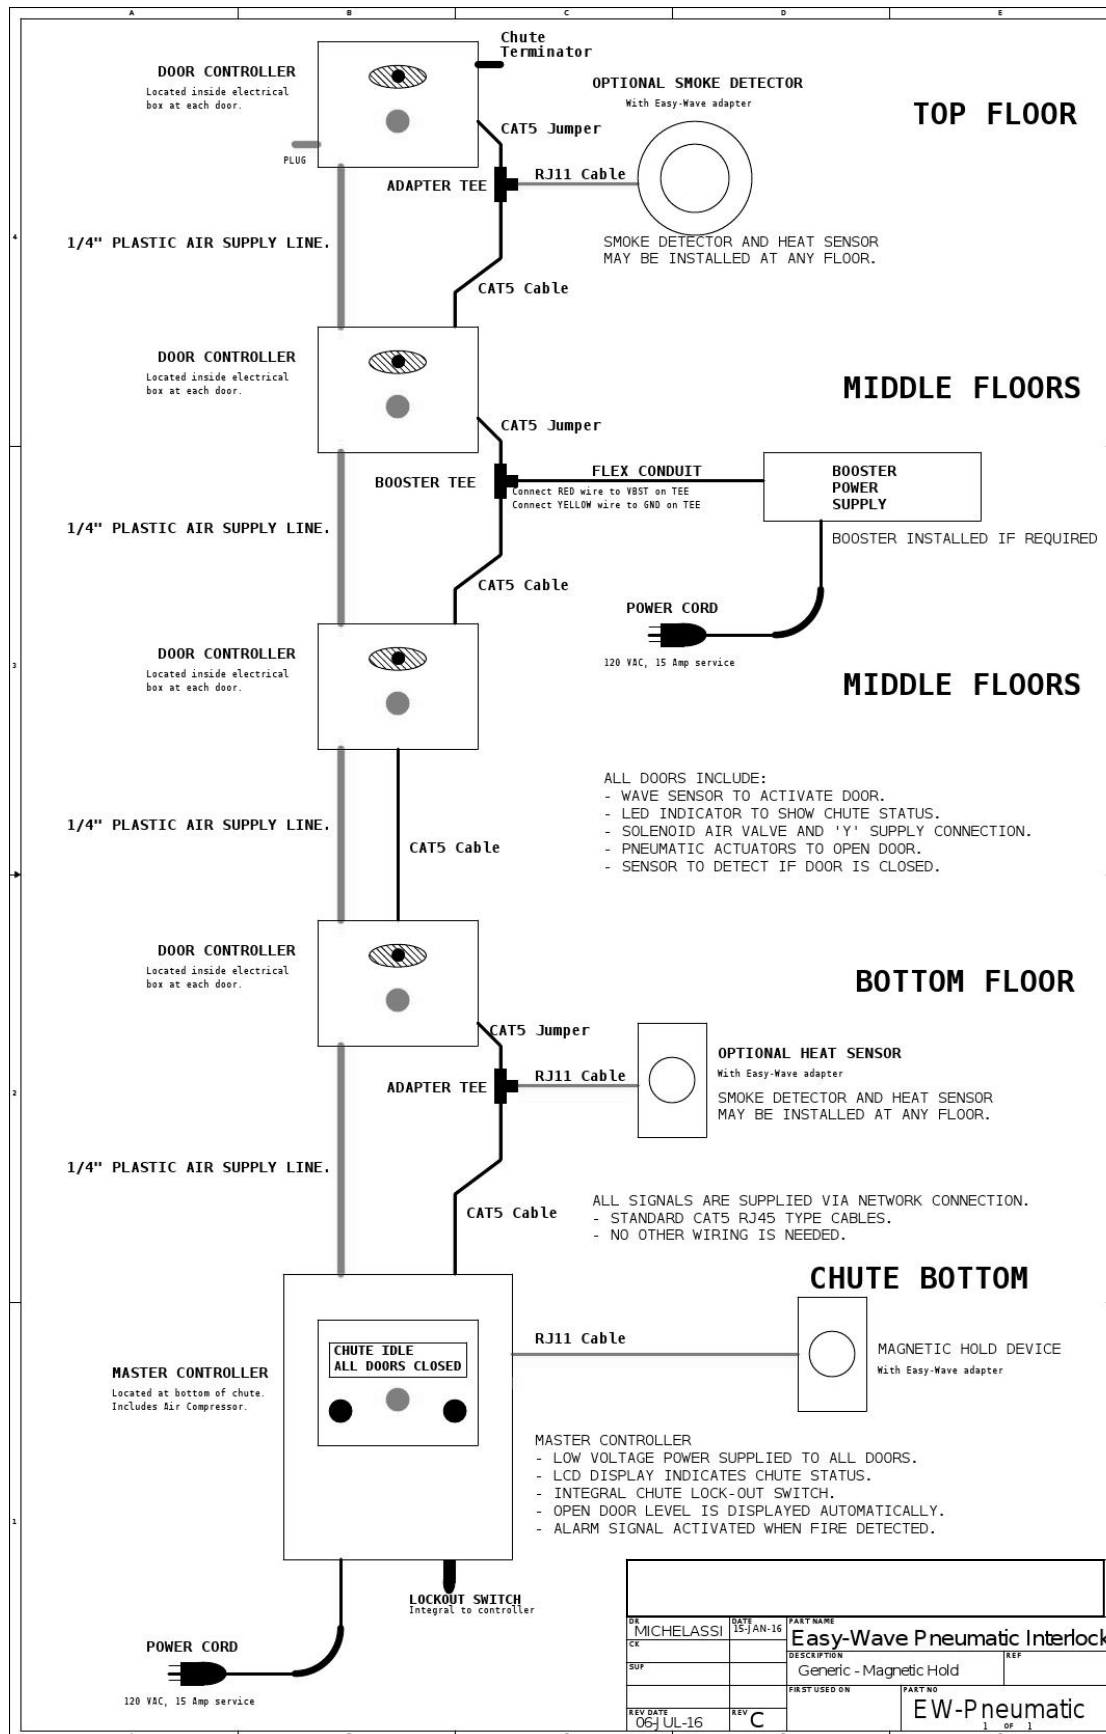 A B C D E
Chute
Terminator
DOOR CONTROLLER
Located inside electrical
box at each door.
OPTIONAL SMOKE DETECTOR
With Easy-Wave adapter
TOP FLOOR
CAT5 Jumper
PLUG
RJ11 Cable
ADAPTER TEE
4
1/4" PLASTIC AIR SUPPLY LINE.
SMOKE DETECTOR AND HEAT SENSOR
MAY BE INSTALLED AT ANY FLOOR.
CAT5 Cable
DOOR CONTROLLER
Located inside electrical
box at each door.
MIDDLE FLOORS
CAT5 Jumper
BOOSTER TEE
FLEX CONDUIT
Connect RED wire to VBST on TEE
Connect YELLOW wire to GND on TEE
BOOSTER
POWER
SUPPLY
1/4" PLASTIC AIR SUPPLY LINE.
BOOSTER INSTALLED IF REQUIRED
CAT5 Cable
POWER CORD
120 VAC, 15 Amp service
DOOR CONTROLLER
Located inside electrical
box at each door.
3
MIDDLE FLOORS
ALL DOORS INCLUDE:
- WAVE SENSOR TO ACTIVATE DOOR.
- LED INDICATOR TO SHOW CHUTE STATUS.
- SOLENOID AIR VALVE AND 'Y' SUPPLY CONNECTION.
- PNEUMATIC ACTUATORS TO OPEN DOOR.
- SENSOR TO DETECT IF DOOR IS CLOSED.
1/4" PLASTIC AIR SUPPLY LINE.
CAT5 Cable
DOOR CONTROLLER
Located inside electrical
box at each door.
BOTTOM FLOOR
CAT5 Jumper
OPTIONAL HEAT SENSOR
With Easy-Wave adapter
RJ11 Cable
ADAPTER TEE
2
SMOKE DETECTOR AND HEAT SENSOR
MAY BE INSTALLED AT ANY FLOOR.
1/4" PLASTIC AIR SUPPLY LINE.
CAT5 Cable
ALL SIGNALS ARE SUPPLIED VIA NETWORK CONNECTION.
- STANDARD CAT5 RJ45 TYPE CABLES.
- NO OTHER WIRING IS NEEDED.
CHUTE BOTTOM
RJ11 Cable
CHUTE IDLE
ALL DOORS CLOSED
MAGNETIC HOLD DEVICE
With Easy-Wave adapter
MASTER CONTROLLER
Located at bottom of chute.
Includes Air Compressor.
MASTER CONTROLLER
- LOW VOLTAGE POWER SUPPLIED TO ALL DOORS.
- LCD DISPLAY INDICATES CHUTE STATUS.
- INTEGRAL CHUTE LOCK-OUT SWITCH.
- OPEN DOOR LEVEL IS DISPLAYED AUTOMATICALLY.
- ALARM SIGNAL ACTIVATED WHEN FIRE DETECTED.
1
LOCKOUT SWITCH
Integral to controller
POWER CORD
120 VAC, 15 Amp service
DR
MICHELASSI
DATE
15-JAN-16
PART NAME
Easy-Wave Pneumatic Interlock
CK
DESCRIPTION
Generic - Magnetic Hold
REF
SUP
FIRST USED ON
PART NO
EW-Pneumatic
REV DATE
06-JUL-16
REV
C
1 OF 1